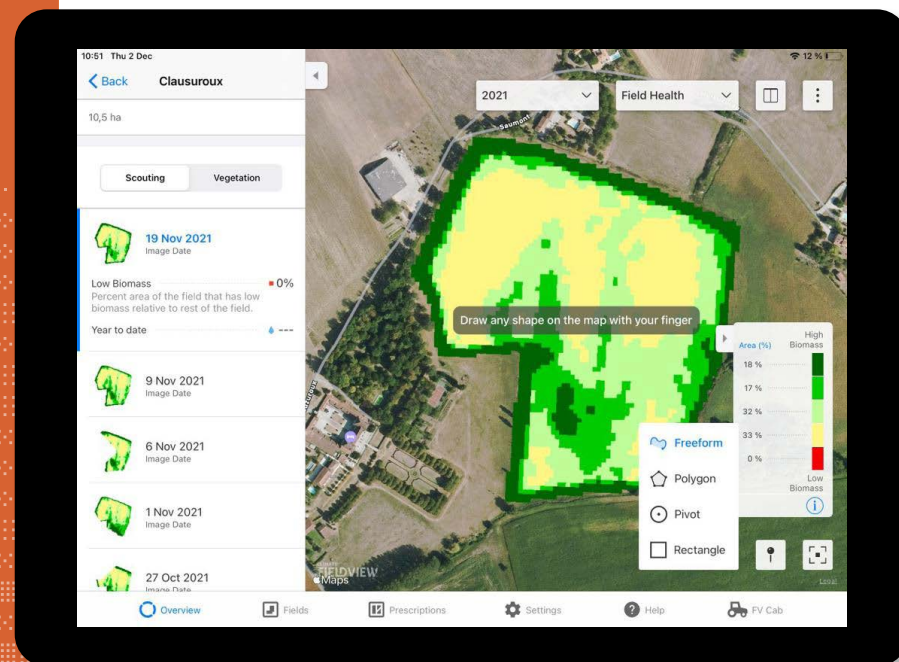 10:51 Thu 2 Dec
12 %
Back
Clausuroux
10,5 ha
Scouting
Vegetation
19 Nov 2021
Image Date
Low Biomass
0%
Percent area of the field that has low
biomass relative to rest of the field.
Year to date
---
9 Nov 2021
Image Date
6 Nov 2021
Image Date
1 Nov 2021
Image Date
27 Oct 2021
Image Date
2021
Field Health
Saumont
Draw any shape on the map with your finger
High
Biomass
Area (%)
18 %
17 %
32 %
33 %
0 %
Low
Biomass
Freeform
Polygon
Pivot
Rectangle
FIELDVIEW
Maps
Legal
Overview
Fields
Prescriptions
Settings
Help
FV Cab